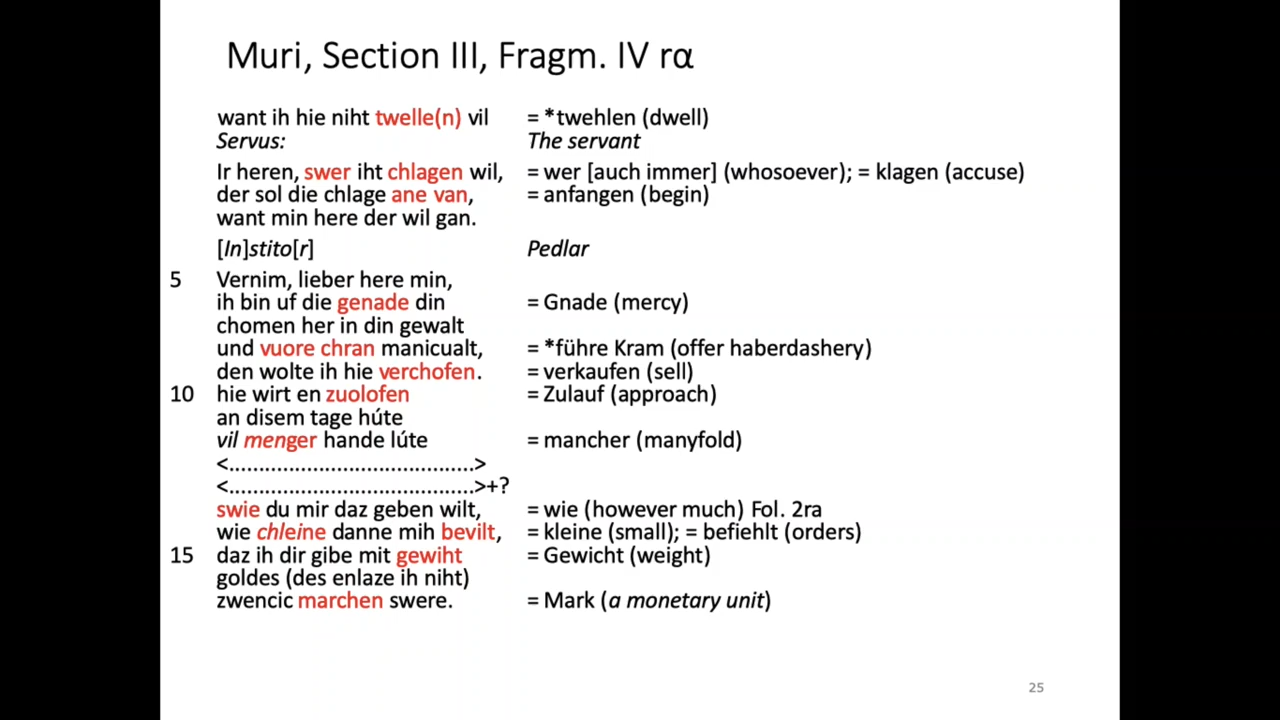 Muri, Section III, Fragm. IV rα
want ih hie niht twelle(n) vil = *twehlen (dwell)
Servus: The servant
Ir heren, swer iht chlagen wil, = wer [auch immer] (whosoever); = klagen (accuse)
der sol die chlage ane van, = anfangen (begin)
want min here der wil gan.
[In]stito[r] Pedlar
5 Vernim, lieber here min,
ih bin uf die genade din = Gnade (mercy)
chomen her in din gewalt
und vuore chran manicualt, = *führe Kram (offer haberdashery)
den wolte ih hie verchofen. = verkaufen (sell)
10 hie wirt en zuolofen = Zulauf (approach)
an disem tage húte
vil menger hande lúte = mancher (manyfold)
<.........................................>
<.........................................>+?
swie du mir daz geben wilt, = wie (however much) Fol. 2ra
wie chleine danne mih bevilt, = kleine (small); = befiehlt (orders)
15 daz ih dir gibe mit gewiht = Gewicht (weight)
goldes (des enlaze ih niht)
zwencic marchen swere. = Mark (a monetary unit)
25